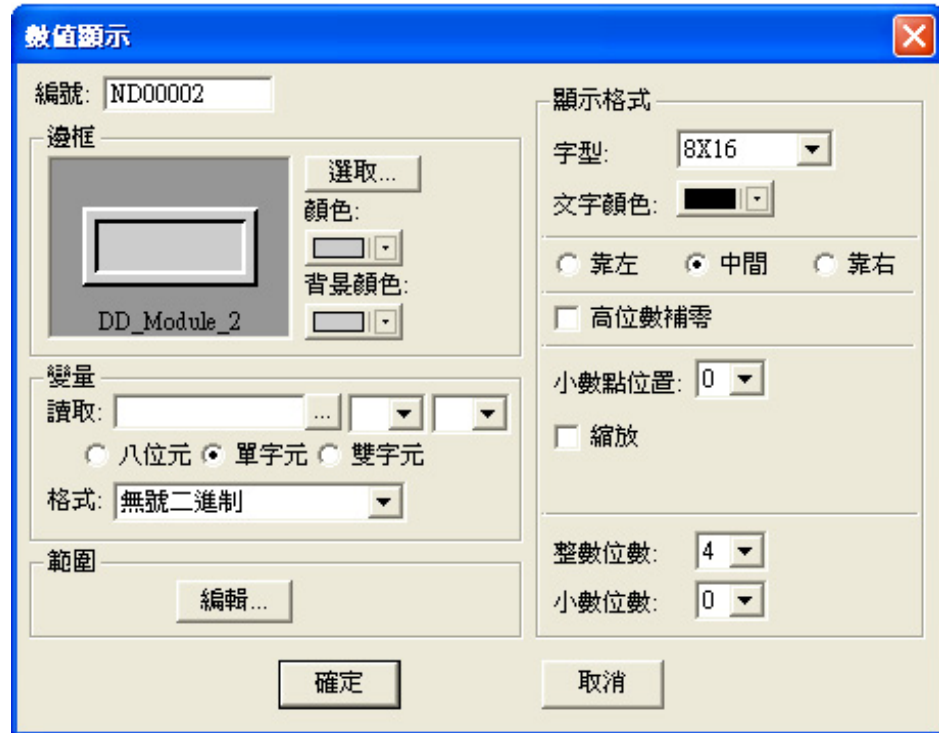 數值顯示
編號: ND00002
邊框
選取...
顏色:
背景顏色:
DD_Module_2
變量
讀取: ...
八位元 單字元 雙字元
格式: 無號二進制
範圍
編輯...
顯示格式
字型: 8X16
文字顏色:
靠左 中間 靠右
高位數補零
小數點位置: 0
縮放
整數位數: 4
小數位數: 0
確定 取消